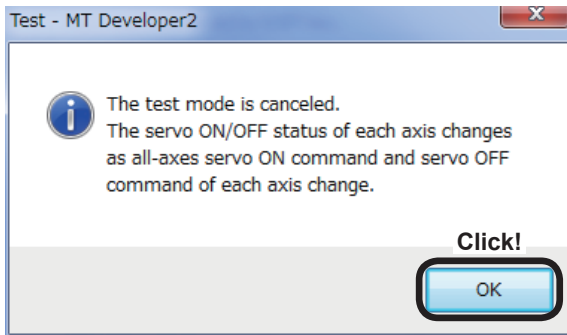 Test - MT Developer2
The test mode is canceled.
The servo ON/OFF status of each axis changes
as all-axes servo ON command and servo OFF
command of each axis change.
Click!
OK